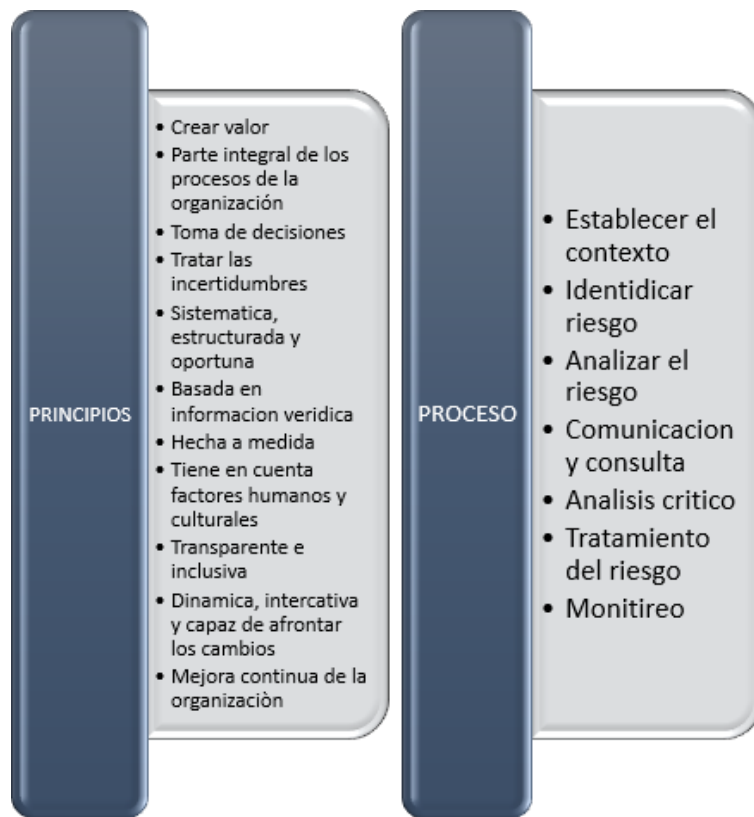 PRINCIPIOS
• Crear valor
• Parte integral de los
procesos de la
organización
• Toma de decisiones
• Tratar las
incertidumbres
• Sistematica,
estructurada y
oportuna
• Basada en
informacion veridica
• Hecha a medida
• Tiene en cuenta
factores humanos y
culturales
• Transparente e
inclusiva
• Dinamica, intercativa
y capaz de afrontar
los cambios
• Mejora continua de la
organizaciòn
PROCESO
• Establecer el
contexto
• Identidicar
riesgo
• Analizar el
riesgo
• Comunicacion
y consulta
• Analisis critico
• Tratamiento
del riesgo
• Monitireo